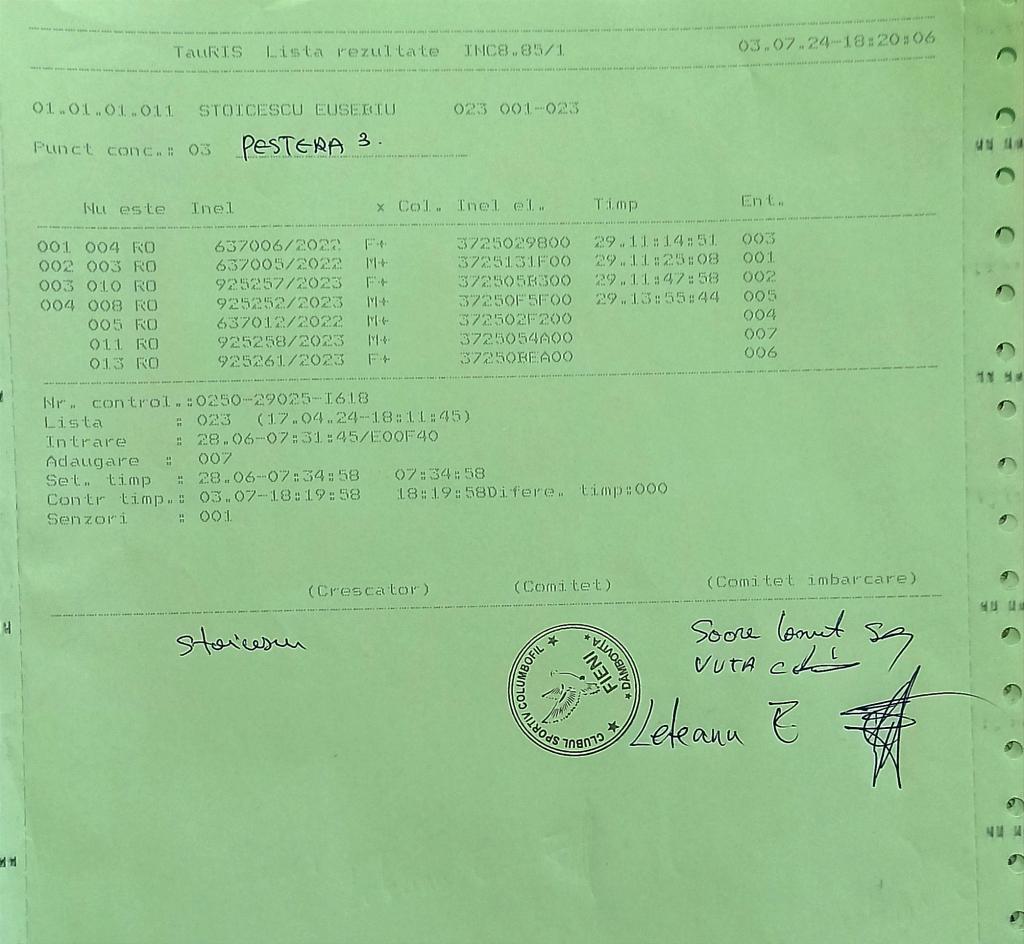 TauRIS Lista rezultate IMC8.85/1 03.07.24-18:20:06
01.01.01.011 STOICESCU EUSEBIU 023 001-023
Punct conc.: 03 PESTERA 3.
Nu este Inel x Col. Inel el. Timp Ent.
001 004 RO 637006/2022 F+ 3725029800 29.11:14:51 003
002 003 RO 637005/2022 M+ 3725131F00 29.11:25:08 001
003 010 RO 925257/2023 F+ 372505B300 29.11:47:58 002
004 008 RO 925252/2023 M+ 37250F5F00 29.13:55:44 005
005 RO 637012/2022 M+ 372502F200 004
011 RO 925258/2023 M+ 3725054A00 007
013 RO 925261/2023 F+ 37250BEA00 006
Nr. control.:0250-29025-I618
Lista : 023 (17.04.24-18:11:45)
Intrare : 28.06-07:31:45/E00F40
Adaugare : 007
Set. timp : 28.06-07:34:58 07:34:58
Contr timp.: 03.07-18:19:58 18:19:58Difere. timp:000
Senzori : 001
(Crescator) (Comitet) (Comitet imbarcare)
Stoicescu
CLUBUL SPORTIV COLUMBOFIL
FIENI
DÂMBOVIŢA
VUTA
Leteanu E